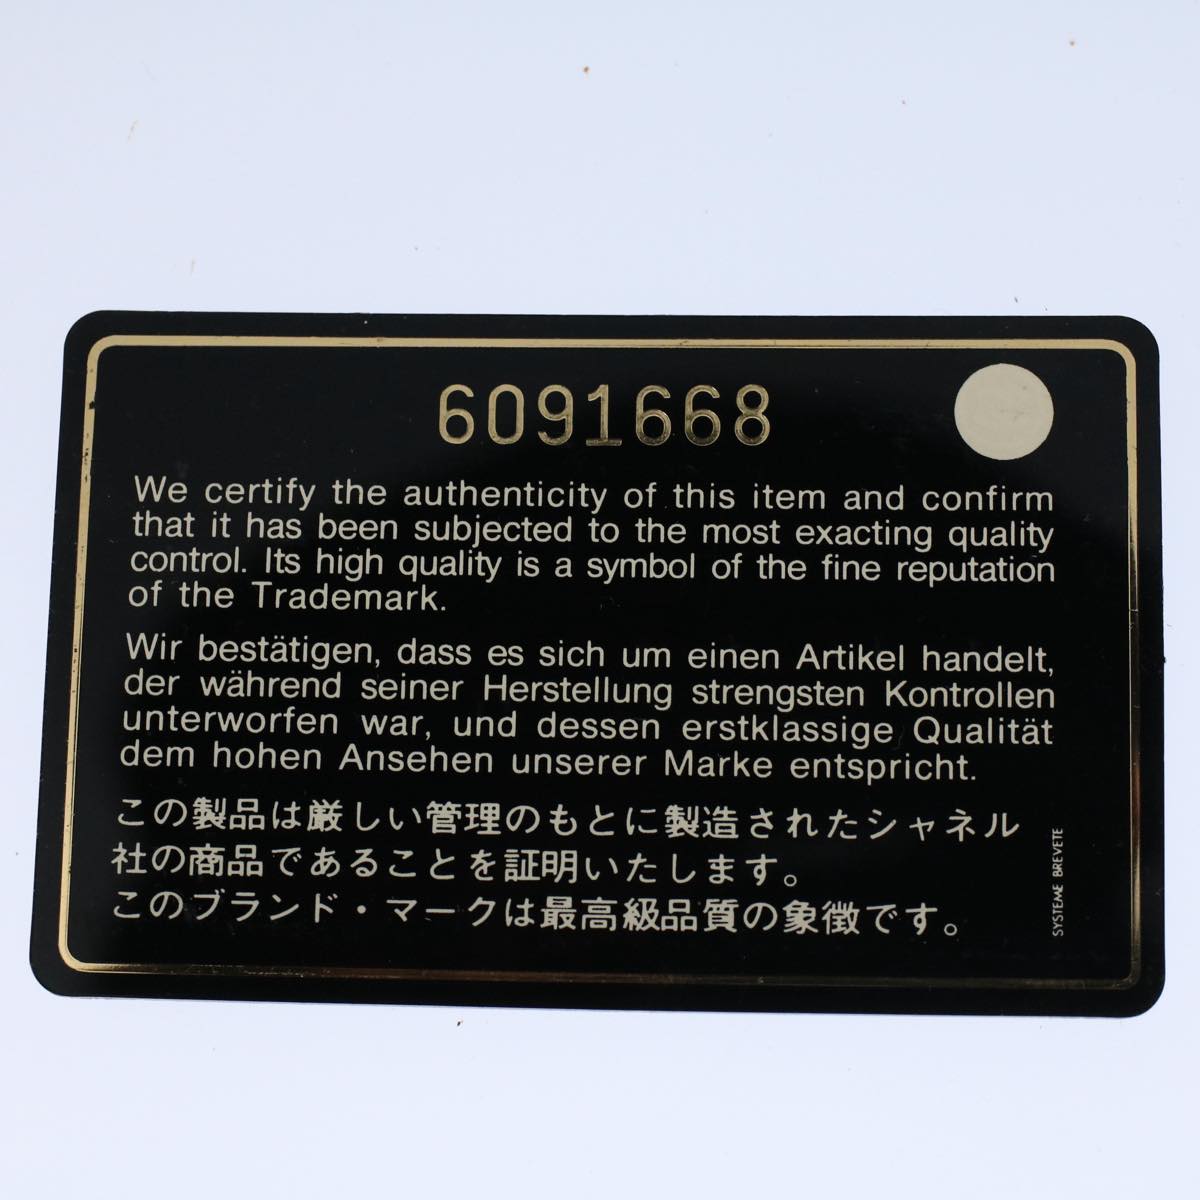 6091668
We certify the authenticity of this item and confirm
that it has been subjected to the most exacting quality
control. Its high quality is a symbol of the fine reputation
of the Trademark.
Wir bestätigen, dass es sich um einen Artikel handelt,
der während seiner Herstellung strengsten Kontrollen
unterworfen war, und dessen erstklassige Qualität
dem hohen Ansehen unserer Marke entspricht.
この製品は厳しい管理のもとに製造されたシャネル
社の商品であることを証明いたします。
このブランド・マークは最高級品質の象徴です。
SYSTEME BREVETE